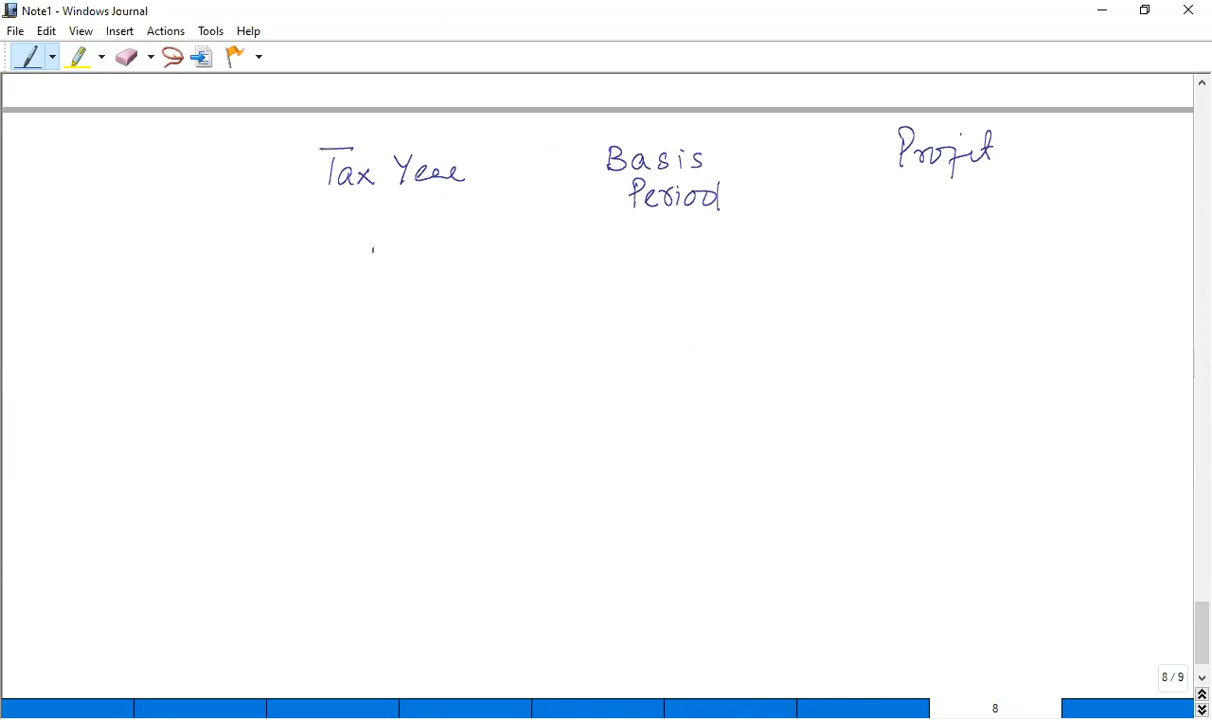 Note1 - Windows Journal
File Edit View Insert Actions Tools Help
Tax Year Basis Profit
Period
8 / 9
8